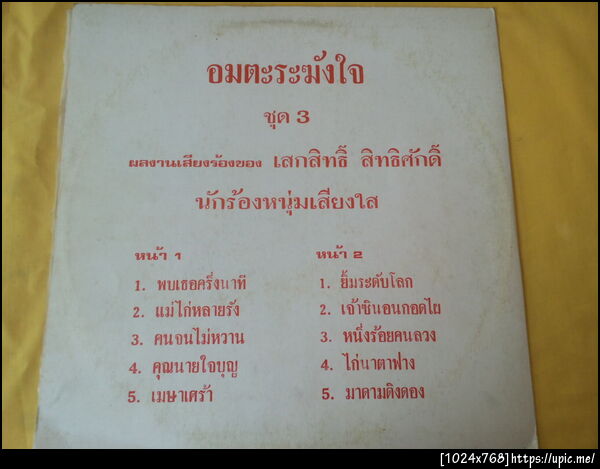 อมตะระฆังใจ
ชุด 3
ผลงานเสียงร้องของ เสกสิทธิ์ สิทธิศักดิ์
นักร้องหนุ่มเสียงใส
หน้า 1
1. พบเธอครึ่งนาที
2. แม่ไก่หลายรัง
3. คนจนไม่หวาน
4. คุณนายใจบุญ
5. เมษาเศร้า
หน้า 2
1. ยิ้มระดับโลก
2. เจ้าชินอนกอดไผ
3. หนึ่งร้อยคนลวง
4. ไก่นาตาฟาง
5. มาดามดิงดอง
[1024x768]https://upic.me/